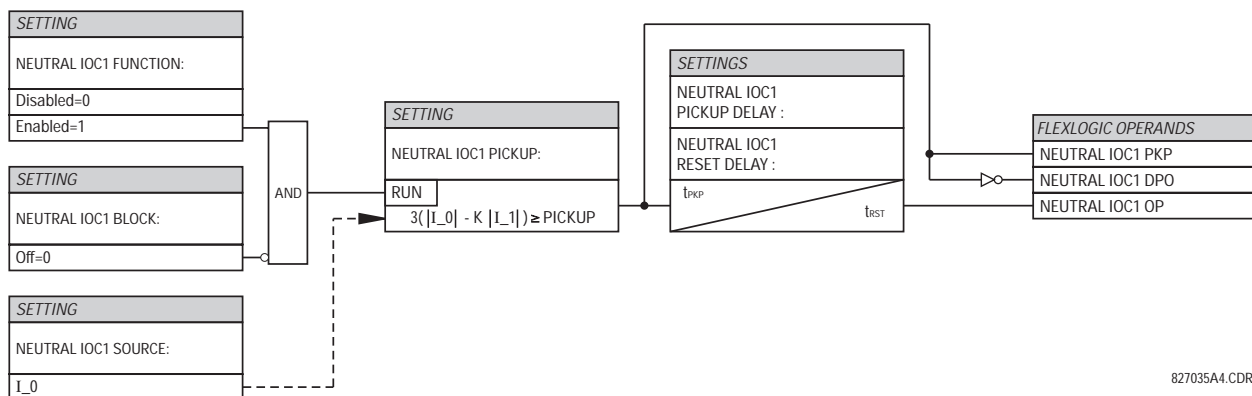 SETTING
NEUTRAL IOC1 FUNCTION:
Disabled=0
Enabled=1
SETTING
NEUTRAL IOC1 BLOCK:
Off=0
SETTING
NEUTRAL IOC1 SOURCE:
I_0
AND
SETTING
NEUTRAL IOC1 PICKUP:
RUN
3( |I_0| - K |I_1| ) ≥ PICKUP
SETTINGS
NEUTRAL IOC1
PICKUP DELAY :
NEUTRAL IOC1
RESET DELAY :
tPKP
tRST
FLEXLOGIC OPERANDS
NEUTRAL IOC1 PKP
NEUTRAL IOC1 DPO
NEUTRAL IOC1 OP
827035A4.CDR